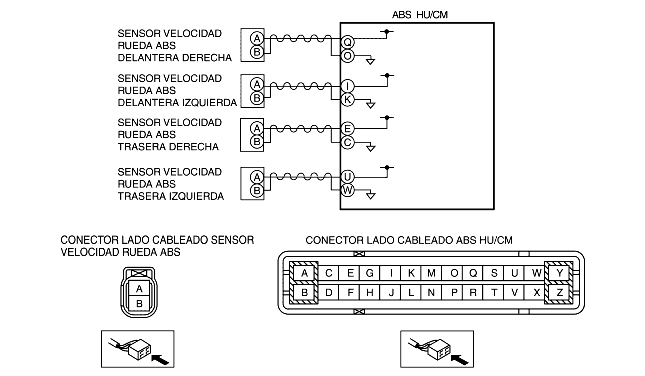 ABS HU/CM
SENSOR VELOCIDAD
RUEDA ABS
DELANTERA DERECHA
A
B
Q
O
SENSOR VELOCIDAD
RUEDA ABS
DELANTERA IZQUIERDA
A
B
I
K
SENSOR VELOCIDAD
RUEDA ABS
TRASERA DERECHA
A
B
E
C
SENSOR VELOCIDAD
RUEDA ABS
TRASERA IZQUIERDA
A
B
U
W
CONECTOR LADO CABLEADO SENSOR
VELOCIDAD RUEDA ABS
A
B
CONECTOR LADO CABLEADO ABS HU/CM
A C E G I K M O Q S U W Y
B D F H J L N P R T V X Z